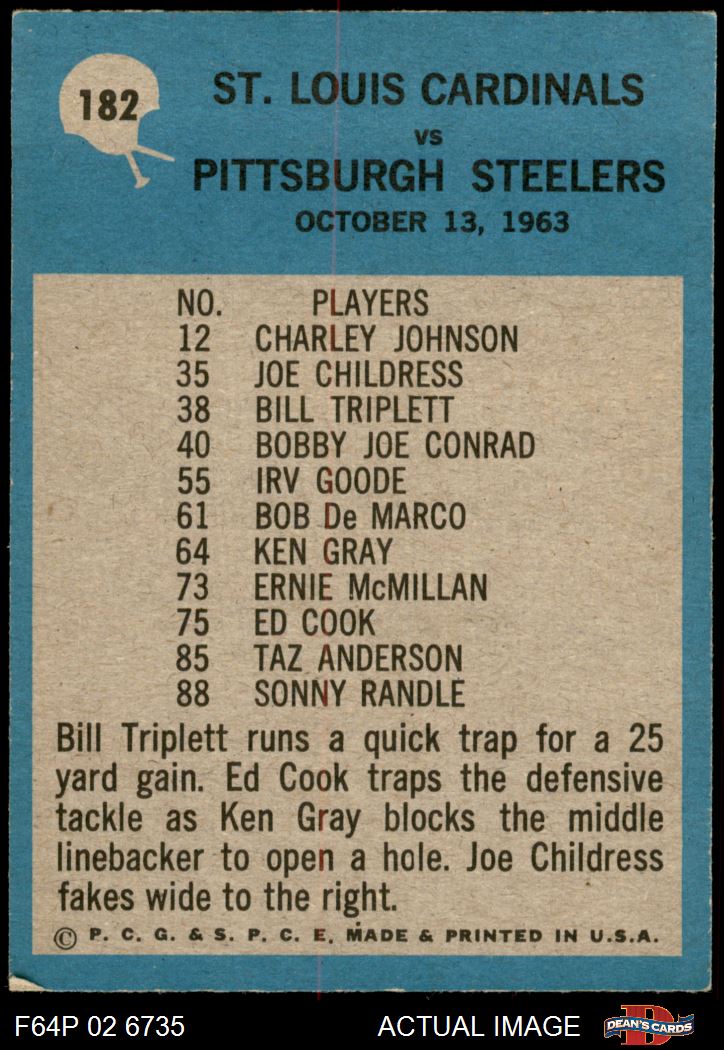 182
ST. LOUIS CARDINALS
vs
PITTSBURGH STEELERS
OCTOBER 13, 1963
NO. PLAYERS
12 CHARLEY JOHNSON
35 JOE CHILDRESS
38 BILL TRIPLETT
40 BOBBY JOE CONRAD
55 IRV GOODE
61 BOB De MARCO
64 KEN GRAY
73 ERNIE McMILLAN
75 ED COOK
85 TAZ ANDERSON
88 SONNY RANDLE
Bill Triplett runs a quick trap for a 25
yard gain. Ed Cook traps the defensive
tackle as Ken Gray blocks the middle
linebacker to open a hole. Joe Childress
fakes wide to the right.
© P. C. G. & S. P. C. E. MADE & PRINTED IN U.S.A.
F64P 02 6735 ACTUAL IMAGE DEAN'S CARDS